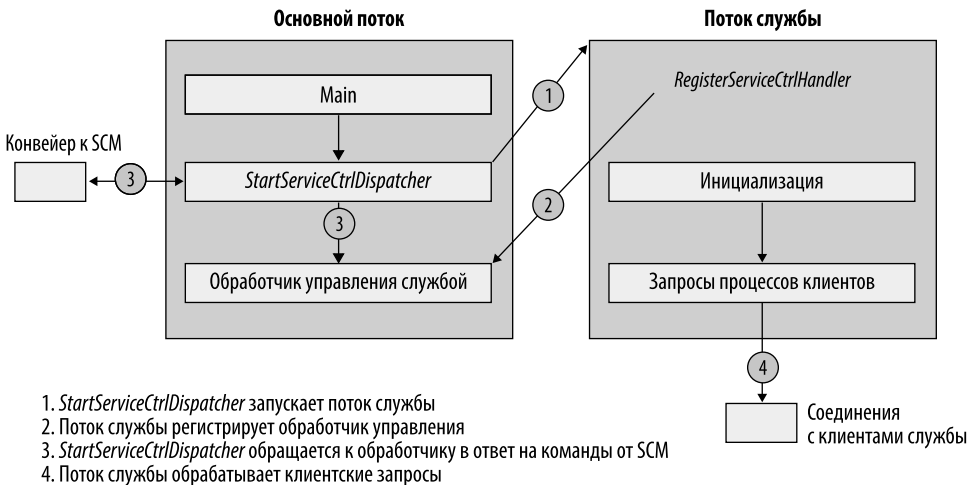 Основной поток
Поток службы
Main
RegisterServiceCtrlHandler
1
Конвейер к SCM
3
StartServiceCtrlDispatcher
Инициализация
3
2
Обработчик управления службой
Запросы процессов клиентов
4
Соединения
с клиентами службы
1. StartServiceCtrlDispatcher запускает поток службы
2. Поток службы регистрирует обработчик управления
3. StartServiceCtrlDispatcher обращается к обработчику в ответ на команды от SCM
4. Поток службы обрабатывает клиентские запросы